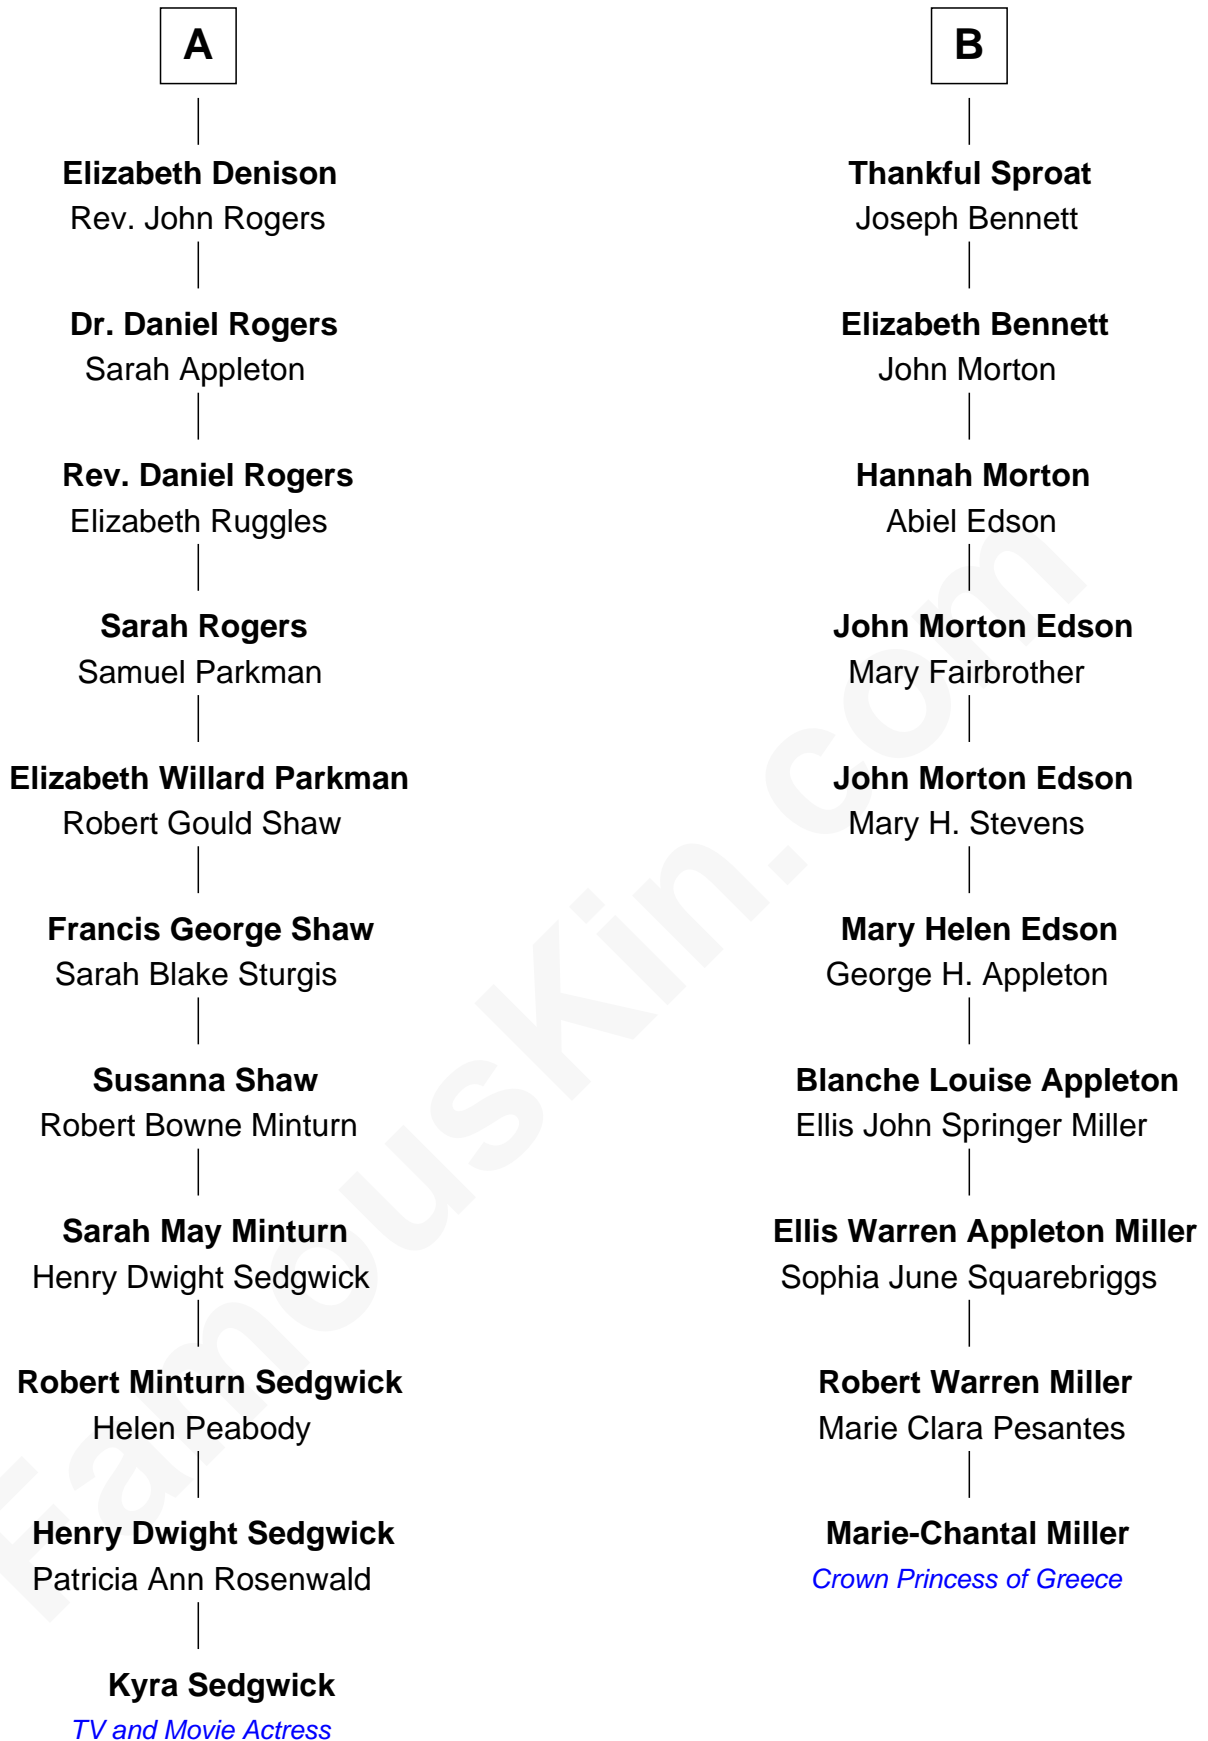 A
Elizabeth Denison
Rev. John Rogers
Dr. Daniel Rogers
Sarah Appleton
Rev. Daniel Rogers
Elizabeth Ruggles
Sarah Rogers
Samuel Parkman
Elizabeth Willard Parkman
Robert Gould Shaw
Francis George Shaw
Sarah Blake Sturgis
Susanna Shaw
Robert Bowne Minturn
Sarah May Minturn
Henry Dwight Sedgwick
Robert Minturn Sedgwick
Helen Peabody
Henry Dwight Sedgwick
Patricia Ann Rosenwald
Kyra Sedgwick
TV and Movie Actress
B
Thankful Sproat
Joseph Bennett
Elizabeth Bennett
John Morton
Hannah Morton
Abiel Edson
John Morton Edson
Mary Fairbrother
John Morton Edson
Mary H. Stevens
Mary Helen Edson
George H. Appleton
Blanche Louise Appleton
Ellis John Springer Miller
Ellis Warren Appleton Miller
Sophia June Squarebriggs
Robert Warren Miller
Marie Clara Pesantes
Marie-Chantal Miller
Crown Princess of Greece
FamousKin.com